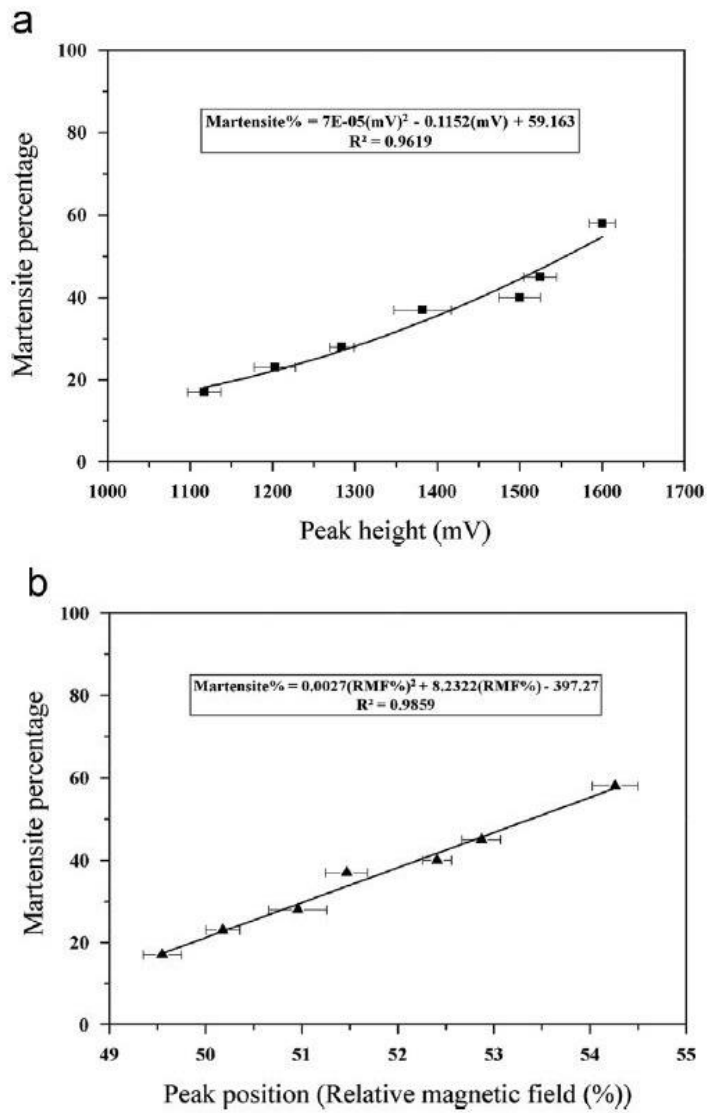 a
100
80
60
40
20
0
Martensite percentage
Martensite% = 7E-05(mV)² - 0.1152(mV) + 59.163
R² = 0.9619
1000 1100 1200 1300 1400 1500 1600 1700
Peak height (mV)
b
100
80
60
40
20
0
Martensite percentage
Martensite% = 0.0027(RMF%)² + 8.2322(RMF%) - 397.27
R² = 0.9859
49 50 51 52 53 54 55
Peak position (Relative magnetic field (%))